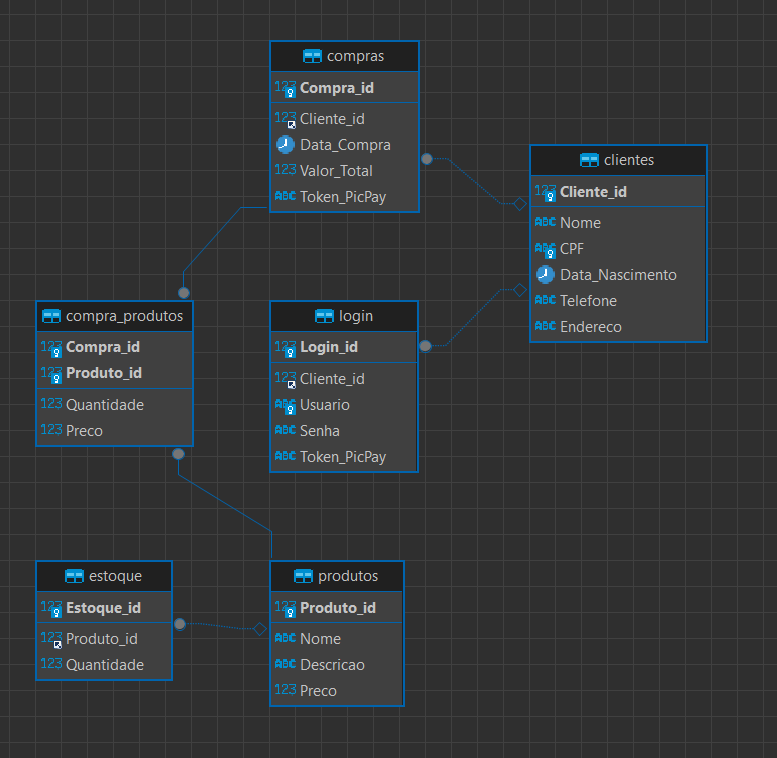 compras
123 Compra_id
123 Cliente_id
Data_Compra
123 Valor_Total
ABC Token_PicPay
clientes
123 Cliente_id
ABC Nome
ABC CPF
Data_Nascimento
ABC Telefone
ABC Endereco
compra_produtos
123 Compra_id
123 Produto_id
123 Quantidade
123 Preco
login
123 Login_id
123 Cliente_id
ABC Usuario
ABC Senha
ABC Token_PicPay
estoque
123 Estoque_id
123 Produto_id
123 Quantidade
produtos
123 Produto_id
ABC Nome
ABC Descricao
123 Preco